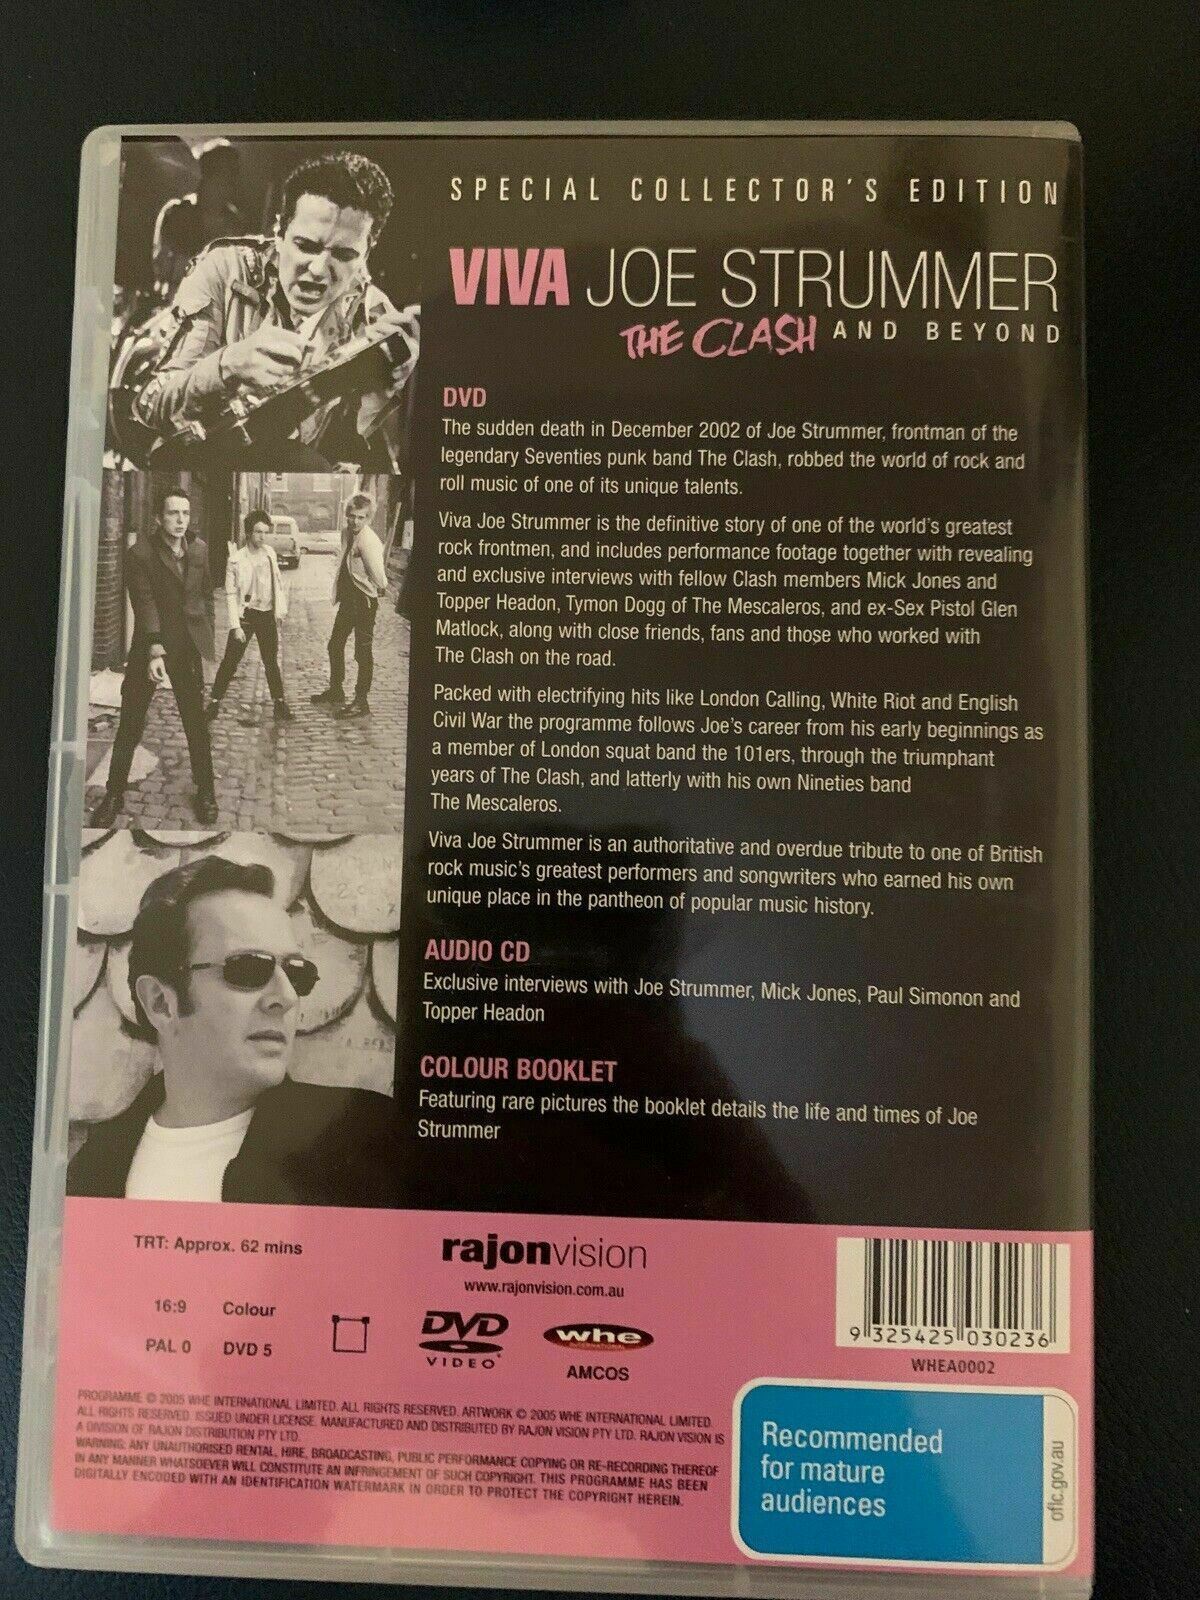 SPECIAL COLLECTOR'S EDITION
VIVA JOE STRUMMER
THE CLASH AND BEYOND
DVD
The sudden death in December 2002 of Joe Strummer, frontman of the
legendary Seventies punk band The Clash, robbed the world of rock and
roll music of one of its unique talents.
Viva Joe Strummer is the definitive story of one of the world's greatest
rock frontmen, and includes performance footage together with revealing
and exclusive interviews with fellow Clash members Mick Jones and
Topper Headon, Tymon Dogg of The Mescaleros, and ex-Sex Pistol Glen
Matlock, along with close friends, fans and those who worked with
The Clash on the road.
Packed with electrifying hits like London Calling, White Riot and English
Civil War the programme follows Joe's career from his early beginnings as
a member of London squat band the 101ers, through the triumphant
years of The Clash, and latterly with his own Nineties band
The Mescaleros.
Viva Joe Strummer is an authoritative and overdue tribute to one of British
rock music's greatest performers and songwriters who earned his own
unique place in the pantheon of popular music history.
AUDIO CD
Exclusive interviews with Joe Strummer, Mick Jones, Paul Simonon and
Topper Headon
COLOUR BOOKLET
Featuring rare pictures the booklet details the life and times of Joe
Strummer
TRT: Approx. 62 mins
16:9 Colour
PAL 0 DVD 5
rajonvision
www.rajonvision.com.au
DVD
VIDEO
whe
AMCOS
9 325425 030236
WHEA0002
PROGRAMME © 2005 WHE INTERNATIONAL LIMITED. ALL RIGHTS RESERVED. ARTWORK © 2005 WHE INTERNATIONAL LIMITED.
ALL RIGHTS RESERVED. ISSUED UNDER LICENSE. MANUFACTURED AND DISTRIBUTED BY RAJON VISION PTY LTD. RAJON VISION IS
A DIVISION OF RAJON DISTRIBUTION PTY LTD.
WARNING: ANY UNAUTHORISED RENTAL, HIRE, BROADCASTING, PUBLIC PERFORMANCE COPYING OR RE-RECORDING THEREOF
IN ANY MANNER WHATSOEVER WILL CONSTITUTE AN INFRINGEMENT OF SUCH COPYRIGHT. THIS PROGRAMME HAS BEEN
DIGITALLY ENCODED WITH AN IDENTIFICATION WATERMARK IN ORDER TO PROTECT THE COPYRIGHT HEREIN.
Recommended
for mature
audiences
oflc.gov.au